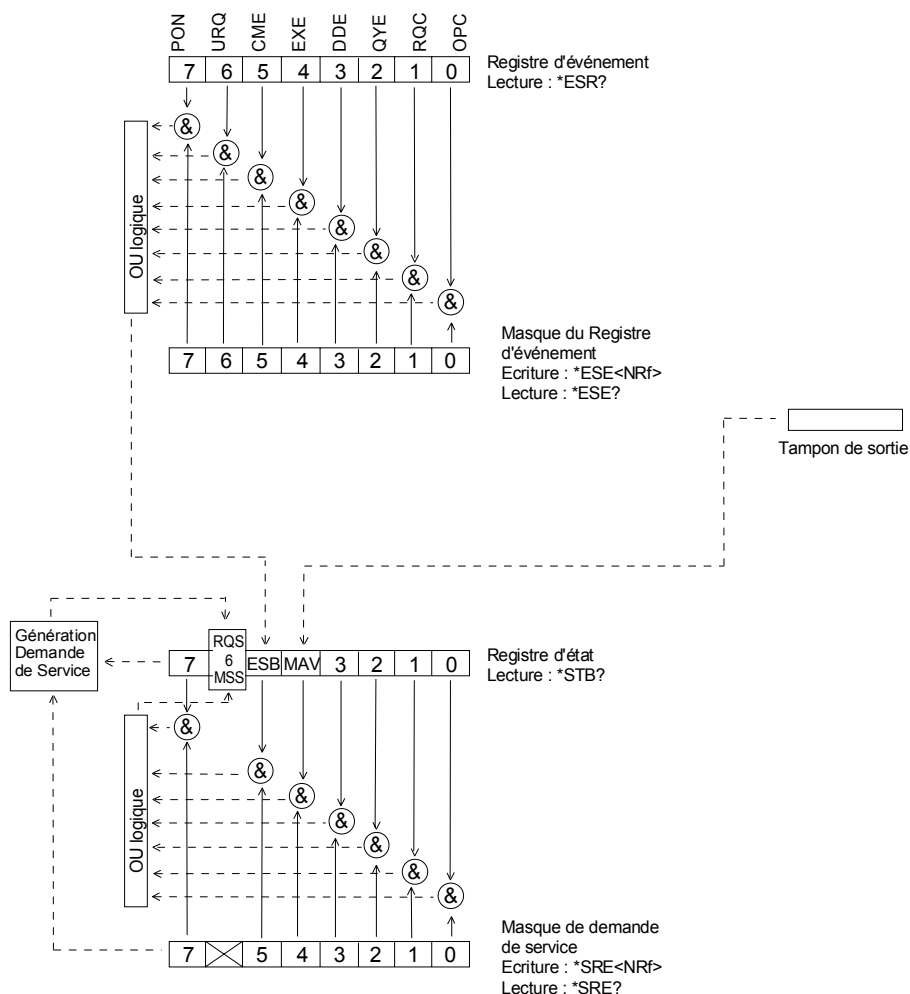 PON URQ CME EXE DDE QYE RQC OPC
7 6 5 4 3 2 1 0
Registre d'événement
Lecture : *ESR?
&
&
&
&
&
&
&
&
OU logique
7 6 5 4 3 2 1 0
Masque du Registre
d'événement
Ecriture : *ESE<NRf>
Lecture : *ESE?
Tampon de sortie
Génération
Demande
de Service
7 RQS 6 MSS ESB MAV 3 2 1 0
Registre d'état
Lecture : *STB?
&
&
&
&
&
&
&
OU logique
7 5 4 3 2 1 0
Masque de demande
de service
Ecriture : *SRE<NRf>
Lecture : *SRE?